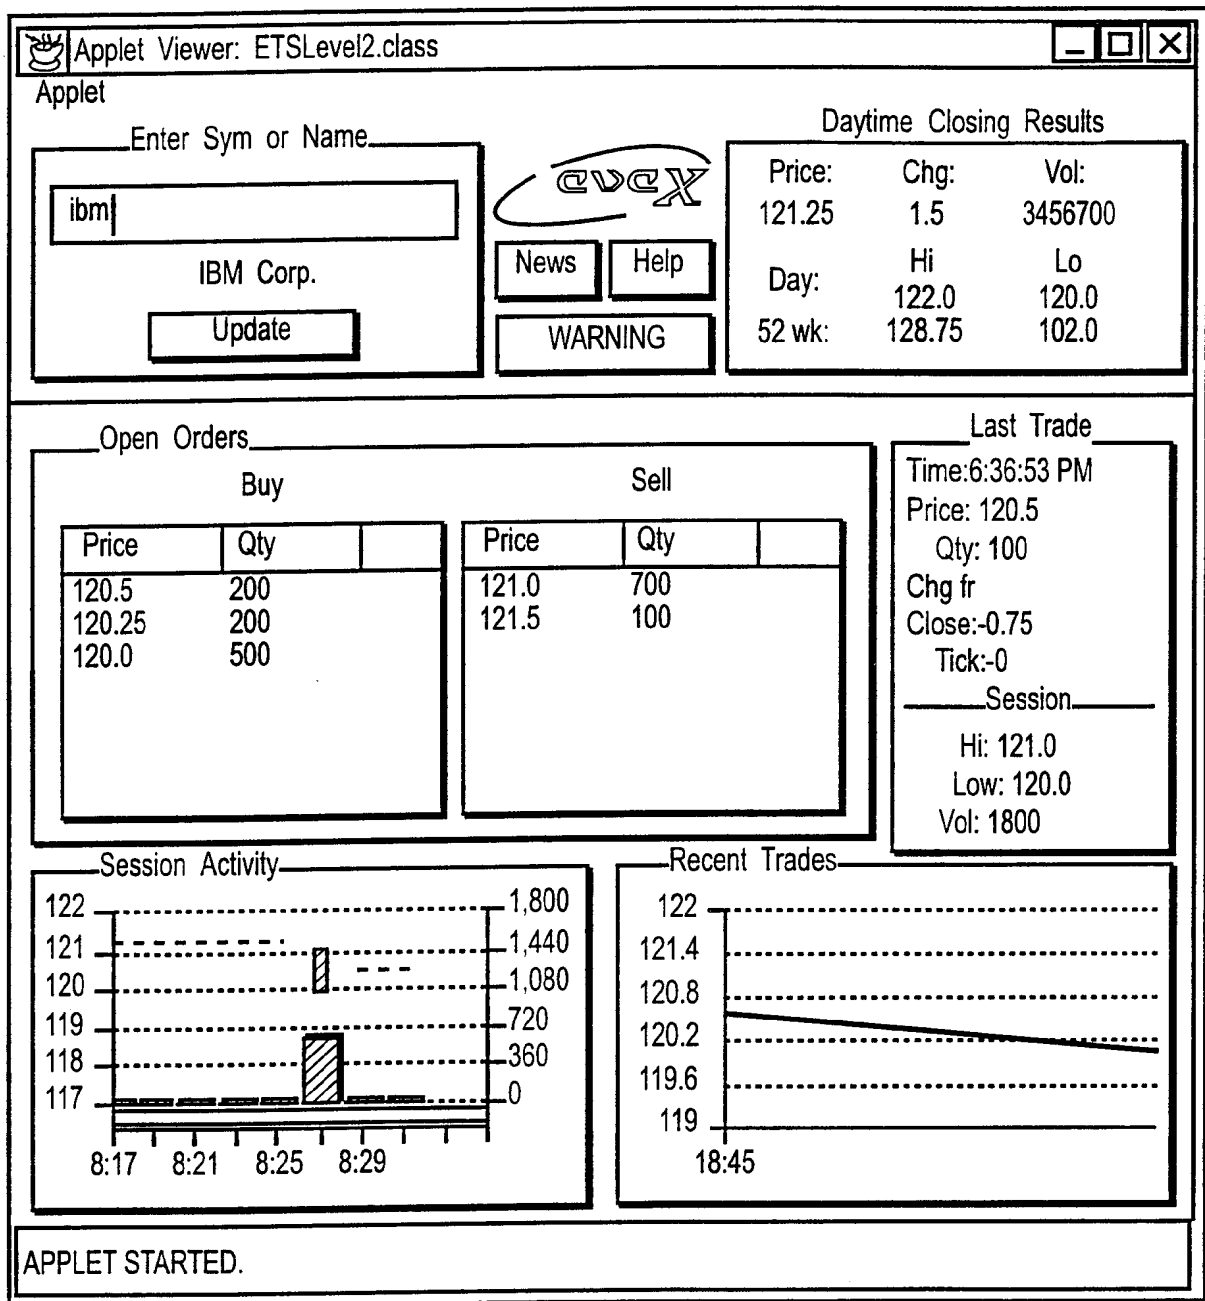 Applet Viewer: ETSLevel2.class
Applet
Enter Sym or Name
ibm
IBM Corp.
Update
News Help
WARNING
Daytime Closing Results
Price: Chg: Vol:
121.25 1.5 3456700
Day: Hi Lo
122.0 120.0
52 wk: 128.75 102.0
Open Orders
Buy
Price Qty
120.5 200
120.25 200
120.0 500
Sell
Price Qty
121.0 700
121.5 100
Last Trade
Time:6:36:53 PM
Price: 120.5
Qty: 100
Chg fr
Close:-0.75
Tick:-0
Session
Hi: 121.0
Low: 120.0
Vol: 1800
Session Activity
122 1,800
121 1,440
120 1,080
119 720
118 360
117 0
8:17 8:21 8:25 8:29
Recent Trades
122
121.4
120.8
120.2
119.6
119
18:45
APPLET STARTED.